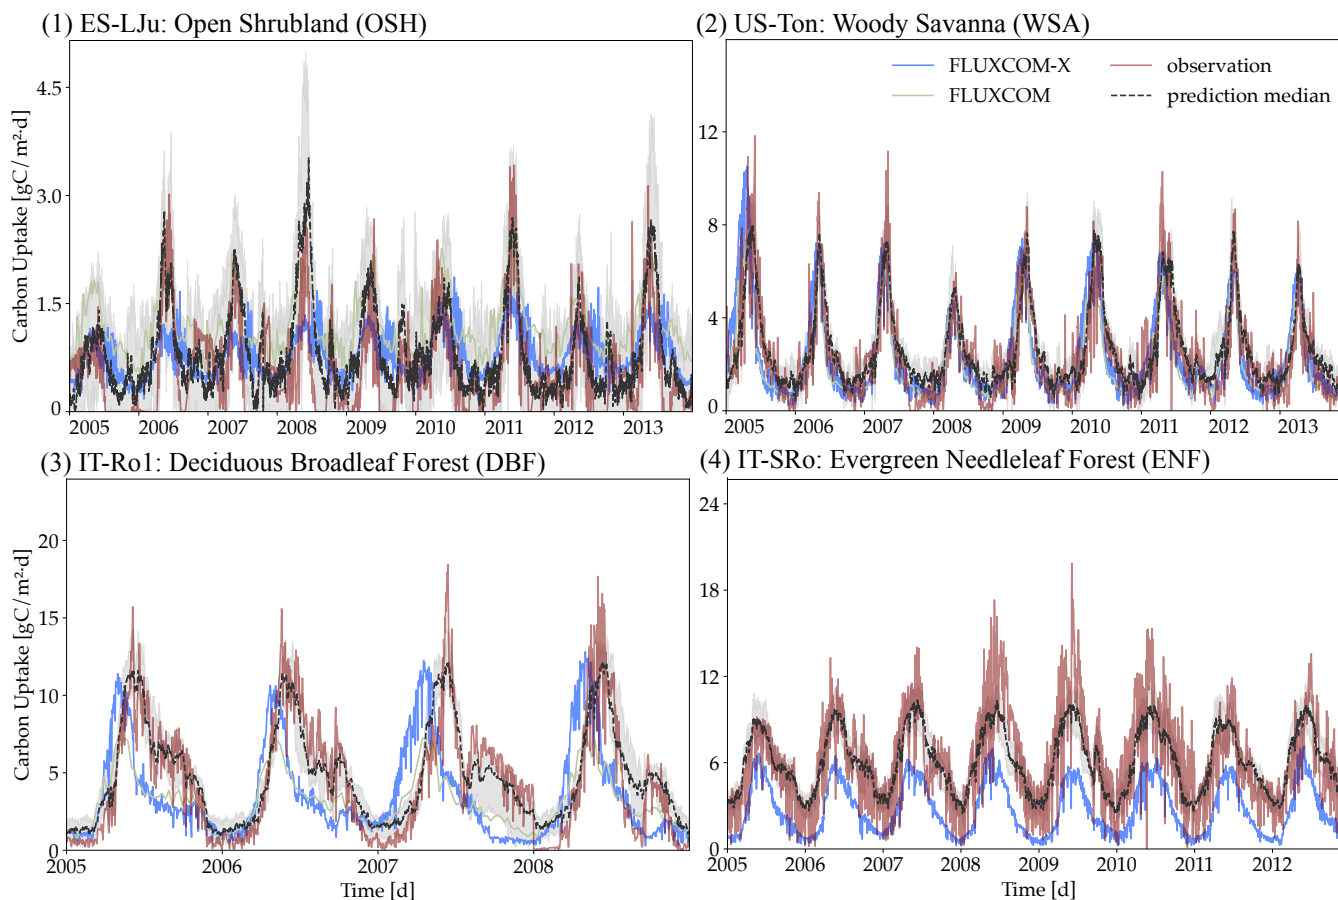 (1) ES-LJu: Open Shrubland (OSH)
Carbon Uptake [gC/m²·d]
4.5
3.0
1.5
0
2005 2006 2007 2008 2009 2010 2011 2012 2013
(2) US-Ton: Woody Savanna (WSA)
FLUXCOM-X observation
FLUXCOM prediction median
12
8
4
0
2005 2006 2007 2008 2009 2010 2011 2012 2013
(3) IT-Ro1: Deciduous Broadleaf Forest (DBF)
Carbon Uptake [gC/m²·d]
20
15
10
5
0
2005 2006 2007 2008
Time [d]
(4) IT-SRo: Evergreen Needleleaf Forest (ENF)
24
18
12
6
0
2005 2006 2007 2008 2009 2010 2011 2012
Time [d]